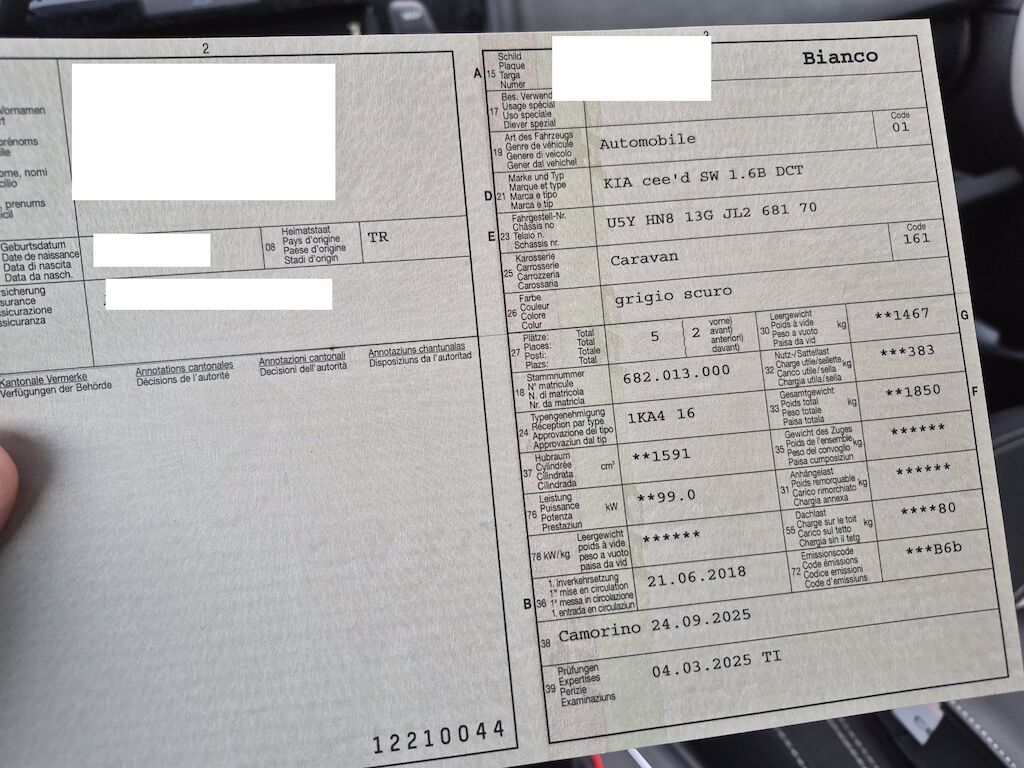 2
Vornamen
prénoms
ome, nomi
cilio
, prenums
icil
Geburtsdatum
Date de naissance
Data di nascita
Data da nasch.
08
Heimatstaat
Pays d'origine
Paese d'origine
Stadi d'origin
TR
sicherung
surance
sicurazione
ssicuranza
Kantonale Vermerke
Verfügungen der Behörde
Annotations cantonales
Décisions de l'autorité
Annotazioni cantonali
Decisioni dell'autorità
Annotaziuns chantunalas
Disposiziuns da l'autoritad
12210044
A 15
Schild
Plaque
Targa
Numer
Bianco
17
Bes. Verwend
Usage spécial
Uso speciale
Diever spezial
19
Art des Fahrzeugs
Genre de véhicule
Genere di veicolo
Gener dal vehichel
Automobile
Code
01
D 21
Marke und Typ
Marque et type
Marca e tipo
Marca e tip
KIA cee'd SW 1.6B DCT
E 23
Fahrgestell-Nr.
Châssis no
Telaio n.
Schassis nr.
U5Y HN8 13G JL2 681 70
25
Karosserie
Carrosserie
Carrozzeria
Carossaria
Caravan
Code
161
26
Farbe
Couleur
Colore
Colur
grigio scuro
27
Plätze: Total
Places: Total
Posti: Totale
Plazs: Total
5
2
vorne)
avant)
anteriori)
davant)
30
Leergewicht
Poids à vide
Peso a vuoto
Paisa da vid
kg
**1467
G
18
Stammnummer
N° matricule
N. di matricola
Nr. da matricla
682.013.000
32
Nutz-/Sattellast
Charge utile/sellette
Carico utile/sella
Chargia utila/sella
kg
***383
24
Typengenehmigung
Réception par type
Approvazione del tipo
Approvaziun dal tip
1KA4 16
33
Gesamtgewicht
Poids total
Peso totale
Paisa totala
kg
**1850
F
37
Hubraum
Cylindrée
Cilindrata
Cilindrada
cm³
**1591
35
Gewicht des Zuges
Poids de l'ensemble
Peso del convoglio
Paisa cumposiziun
kg
******
76
Leistung
Puissance
Potenza
Prestaziun
kW
**99.0
31
Anhängelast
Poids remorquable
Carico rimorchiato
Chargia annexa
kg
******
78 kW/kg
Leergewicht
poids à vide
peso a vuoto
paisa da vid
******
55
Dachlast
Charge sur le toit
Carico sul tetto
Chargia sin il tetg
kg
****80
B 36
1. Inverkehrsetzung
1re mise en circulation
1a messa in circolazione
1. entrada en circulaziun
21.06.2018
72
Emissionscode
Code émissions
Codice emissioni
Code d'emissiuns
***B6b
38
Camorino 24.09.2025
39
Prüfungen
Expertises
Perizie
Examinaziuns
04.03.2025 TI